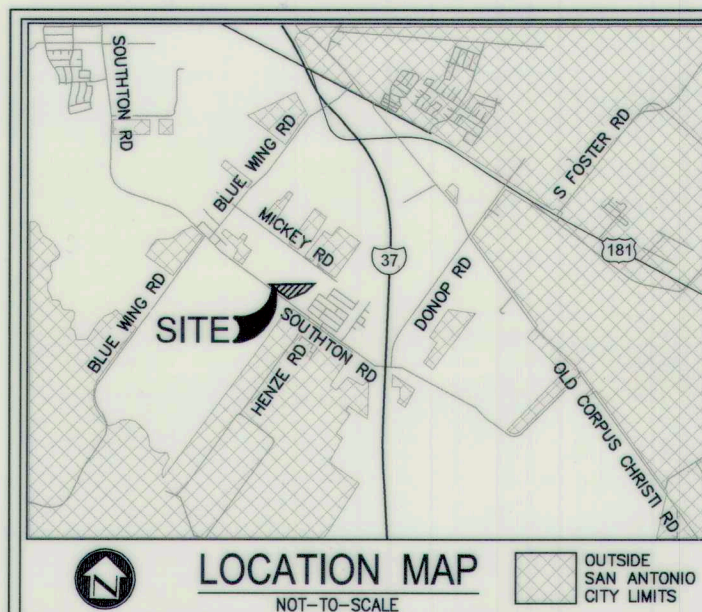 SOUTHTON RD
BLUE WING RD
S FOSTER RD
MICKEY RD
37
181
DONOP RD
BLUE WING RD
SITE
SOUTHTON RD
HENZE RD
OLD CORPUS CHRISTI RD
N
LOCATION MAP
NOT-TO-SCALE
OUTSIDE
SAN ANTONIO
CITY LIMITS